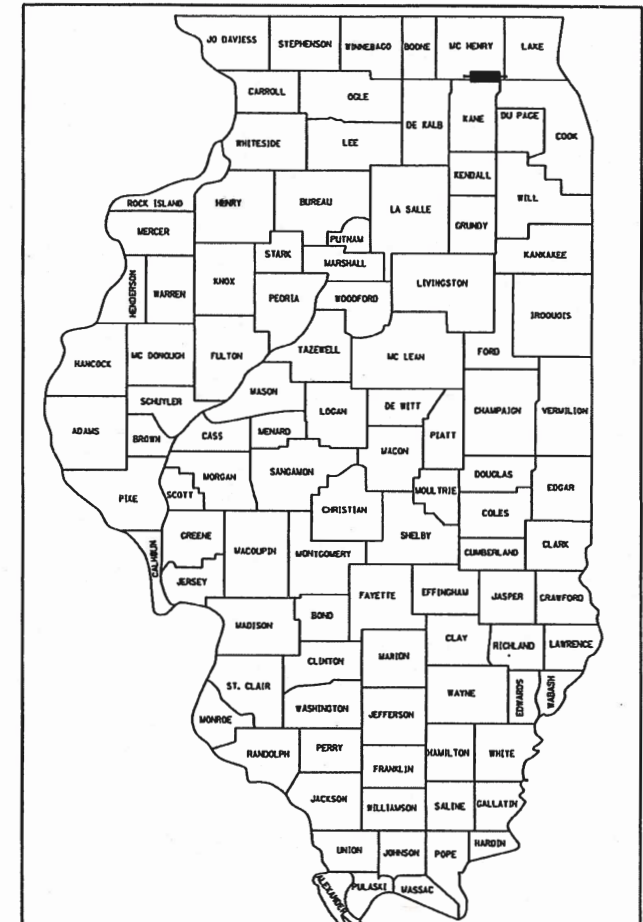 JO DAVIESS
STEPHENSON
WINNEBAGO
BOONE
MC HENRY
LAKE
CARROLL
OGLE
DE KALB
KANE
DU PAGE
COOK
WHITESIDE
LEE
KENDALL
WILL
ROCK ISLAND
HENRY
BUREAU
LA SALLE
GRUNDY
MERCER
PUTNAM
STARK
MARSHALL
KANKAKEE
HENDERSON
WARREN
KNOX
PEORIA
WOODFORD
LIVINGSTON
IROQUOIS
HANCOCK
MC DONOUGH
FULTON
TAZEWELL
MC LEAN
FORD
MASON
SCHUYLER
LOGAN
DE WITT
CHAMPAIGN
VERMILION
ADAMS
BROWN
CASS
MENARD
PIATT
MACON
SANGAMON
MORGAN
SCOTT
PIKE
CHRISTIAN
MOULTRIE
DOUGLAS
EDGAR
COLES
GREENE
MACOUPIN
MONTGOMERY
SHELBY
CUMBERLAND
CLARK
CALHOUN
JERSEY
FAYETTE
EFFINGHAM
JASPER
CRAWFORD
MADISON
BOND
CLAY
RICHLAND
LAWRENCE
CLINTON
MARION
ST. CLAIR
WAYNE
EDWARDS
WABASH
WASHINGTON
JEFFERSON
MONROE
RANDOLPH
PERRY
HAMILTON
WHITE
FRANKLIN
JACKSON
WILLIAMSON
SALINE
GALLATIN
UNION
JOHNSON
POPE
HARDIN
ALEXANDER
PULASKI
MASSAC